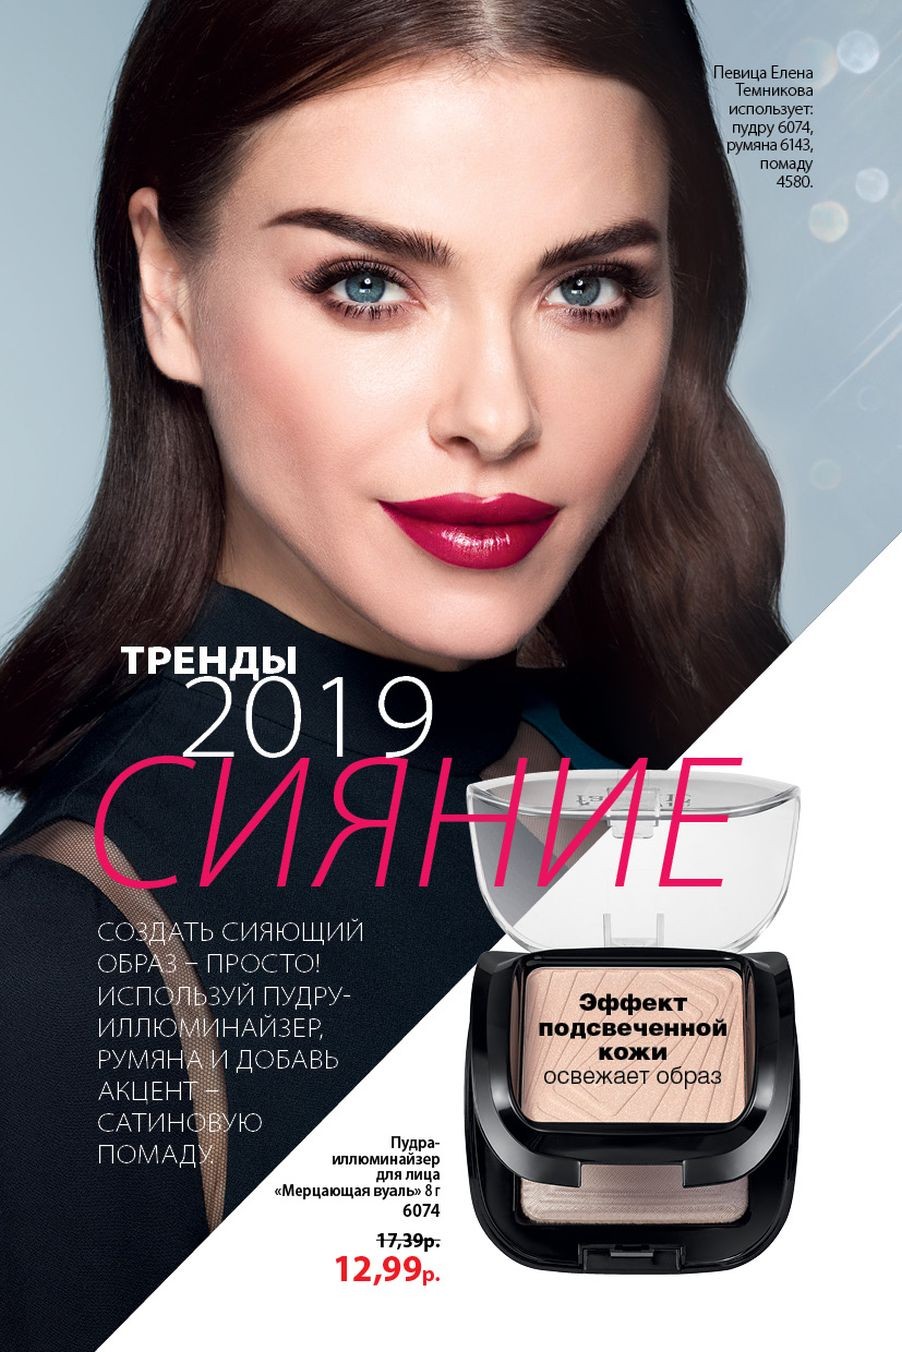 Певица Елена
Темникова
использует:
пудру 6074,
румяна 6143,
помаду
4580.
ТРЕНДЫ
2019
СИЯНИЕ
СОЗДАТЬ СИЯЮЩИЙ
ОБРАЗ – ПРОСТО!
ИСПОЛЬЗУЙ ПУДРУ-
ИЛЛЮМИНАЙЗЕР,
РУМЯНА И ДОБАВЬ
АКЦЕНТ –
САТИНОВУЮ
ПОМАДУ
Эффект
подсвеченной
кожи
освежает образ
Пудра-
иллюминайзер
для лица
«Мерцающая вуаль» 8 г
6074
17,39р.
12,99р.